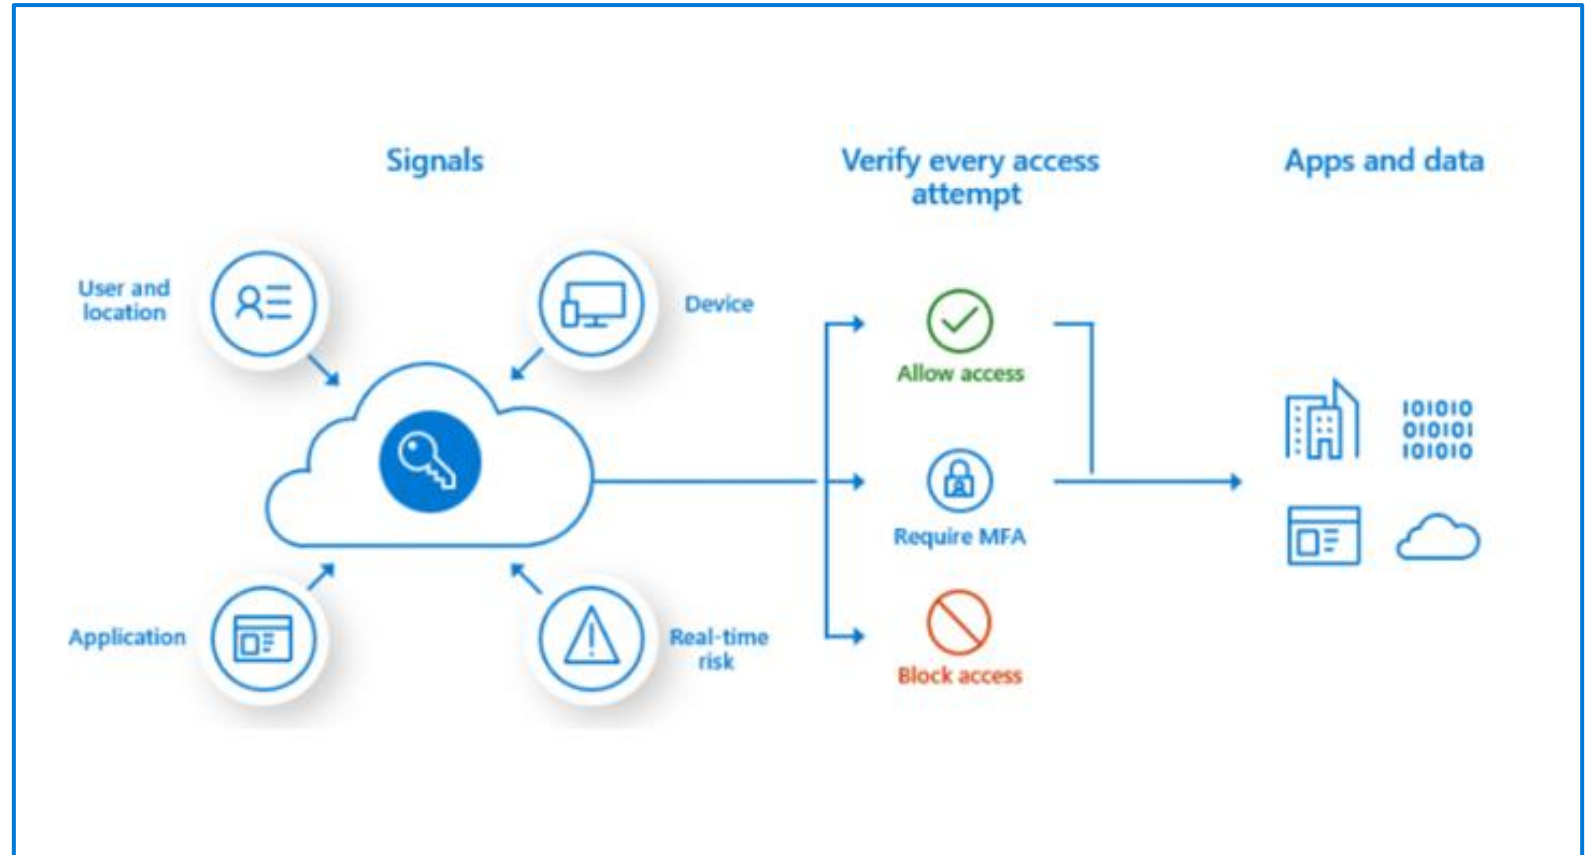 Signals
Verify every access
attempt
Apps and data
User and
location
Device
Allow access
101010
010101
101010
Require MFA
Application
Real-time
risk
Block access